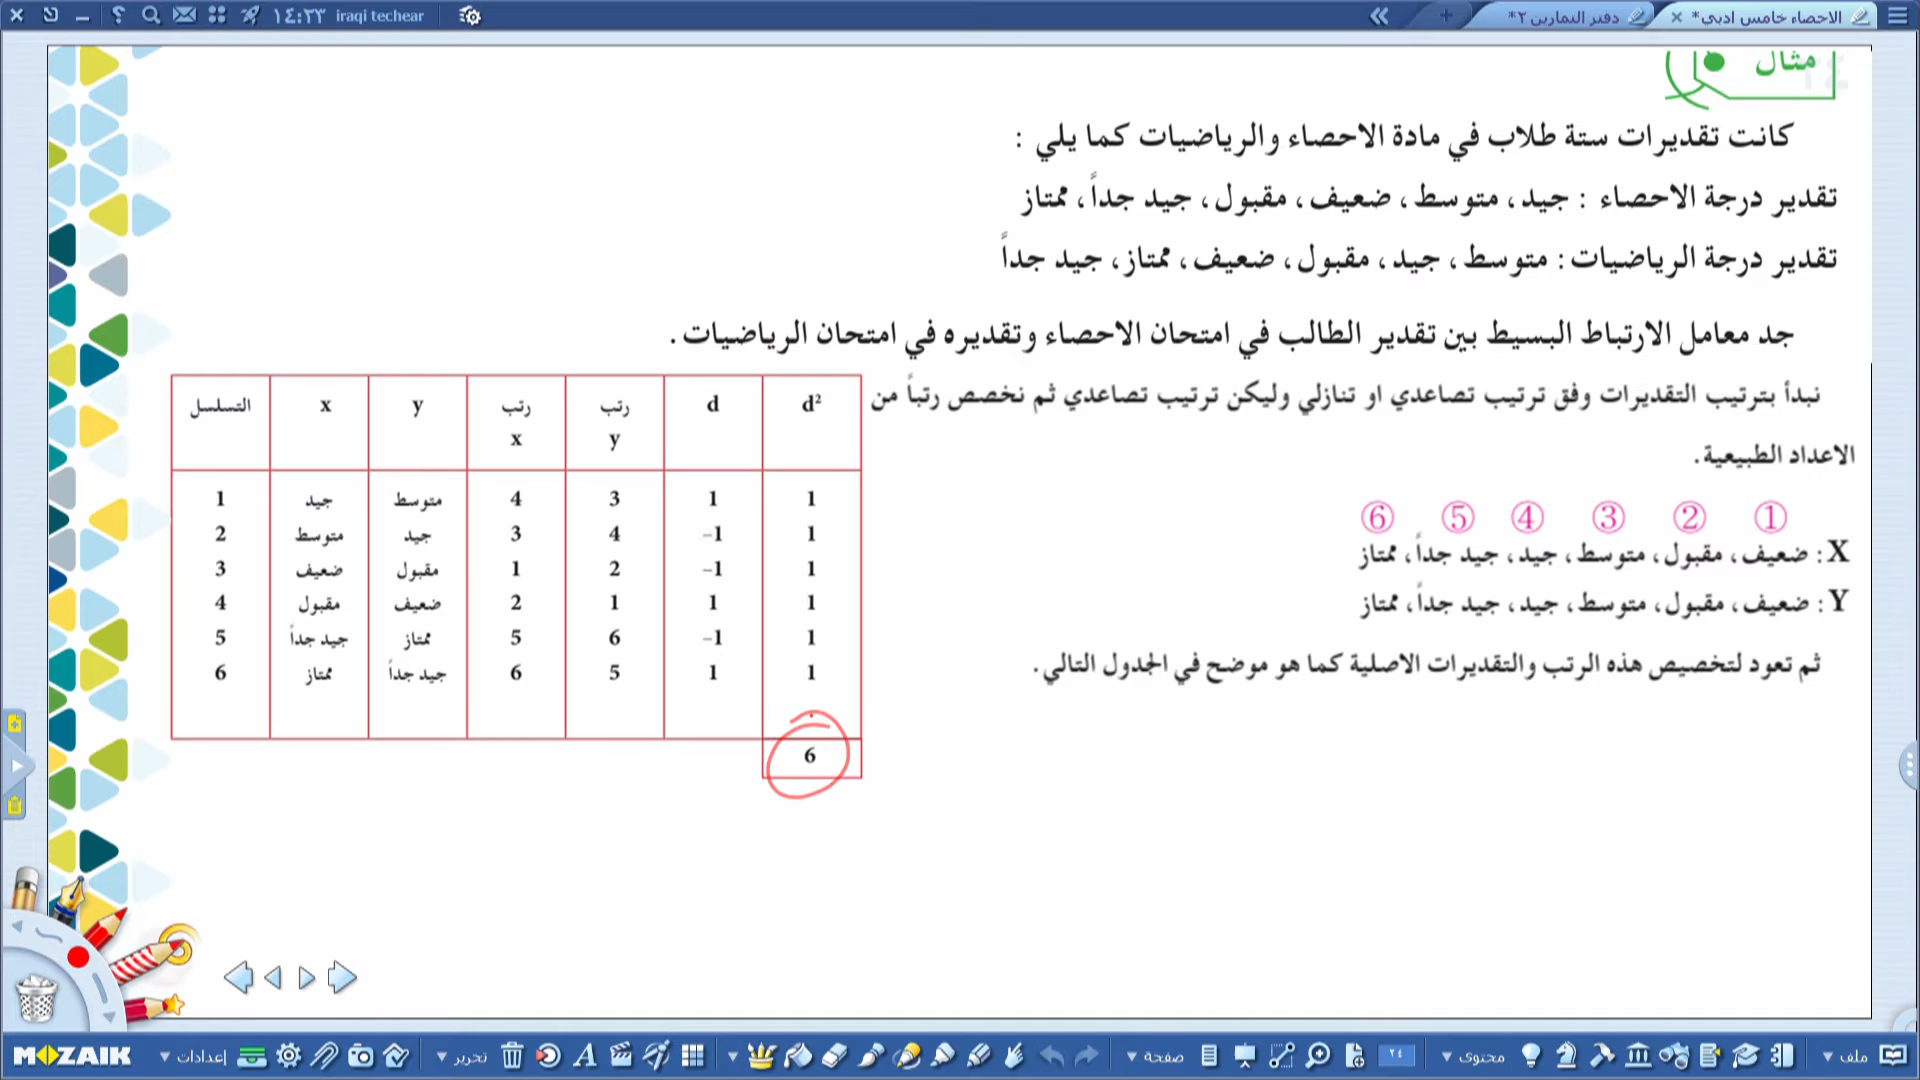 ١٤:٢٣ iraqi techear
دفتر التمارين ٢*
الاحصاء خامس ادبي*
مثال
كانت تقديرات ستة طلاب في مادة الاحصاء والرياضيات كما يلي :
تقدير درجة الاحصاء : جيد، متوسط، ضعيف، مقبول، جيد جداً، ممتاز
تقدير درجة الرياضيات : متوسط، جيد، مقبول، ضعيف، ممتاز، جيد جداً
جد معامل الارتباط البسيط بين تقدير الطالب في امتحان الاحصاء وتقديره في امتحان الرياضيات .
نبدأ بترتيب التقديرات وفق ترتيب تصاعدي او تنازلي وليكن ترتيب تصاعدي ثم نخصص رتباً من
الاعداد الطبيعية .
① ② ③ ④ ⑤ ⑥
X : ضعيف، مقبول، متوسط، جيد، جيد جداً، ممتاز
Y : ضعيف، مقبول، متوسط، جيد، جيد جداً، ممتاز
ثم تعود لتخصيص هذه الرتب والتقديرات الاصلية كما هو موضح في الجدول التالي .
التسلسل x y رتب x رتب y d d²
1 جيد متوسط 4 3 1 1
2 متوسط جيد 3 4 –1 1
3 ضعيف مقبول 1 2 –1 1
4 مقبول ضعيف 2 1 1 1
5 جيد جداً ممتاز 5 6 –1 1
6 ممتاز جيد جداً 6 5 1 1
6
MOZAIK إعدادات تحرير صفحة ٢٤ محتوى ملف